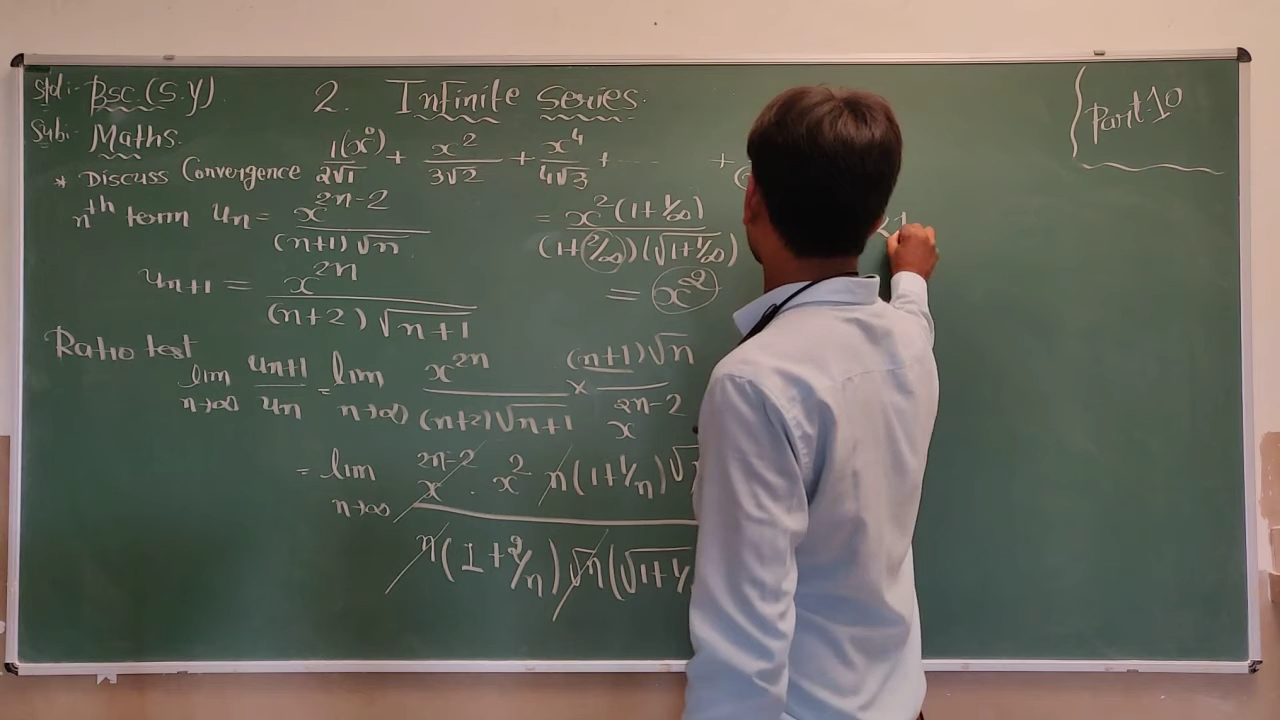 Std:- Bsc.(S.Y) 2. Infinite series. Part-10
Sub:- Maths.
* Discuss Convergence 1(x⁰)/2√1 + x²/3√2 + x⁴/4√3 + ...... +
nth term un = x^(2n-2)/(n+1)√n
un+1 = x^(2n)/(n+2)√n+1
Ratio test
lim n→∞ un+1/un = lim n→∞ x^(2n)/(n+2)√n+1 × (n+1)√n/x^(2n-2)
= lim n→∞ x^(2n-2) . x² n(1+1/n)√n/n(1+2/n)√n(√1+1/
= x²(1+1/∞)/(1+2/∞)(√1+1/∞)
= x²
<1